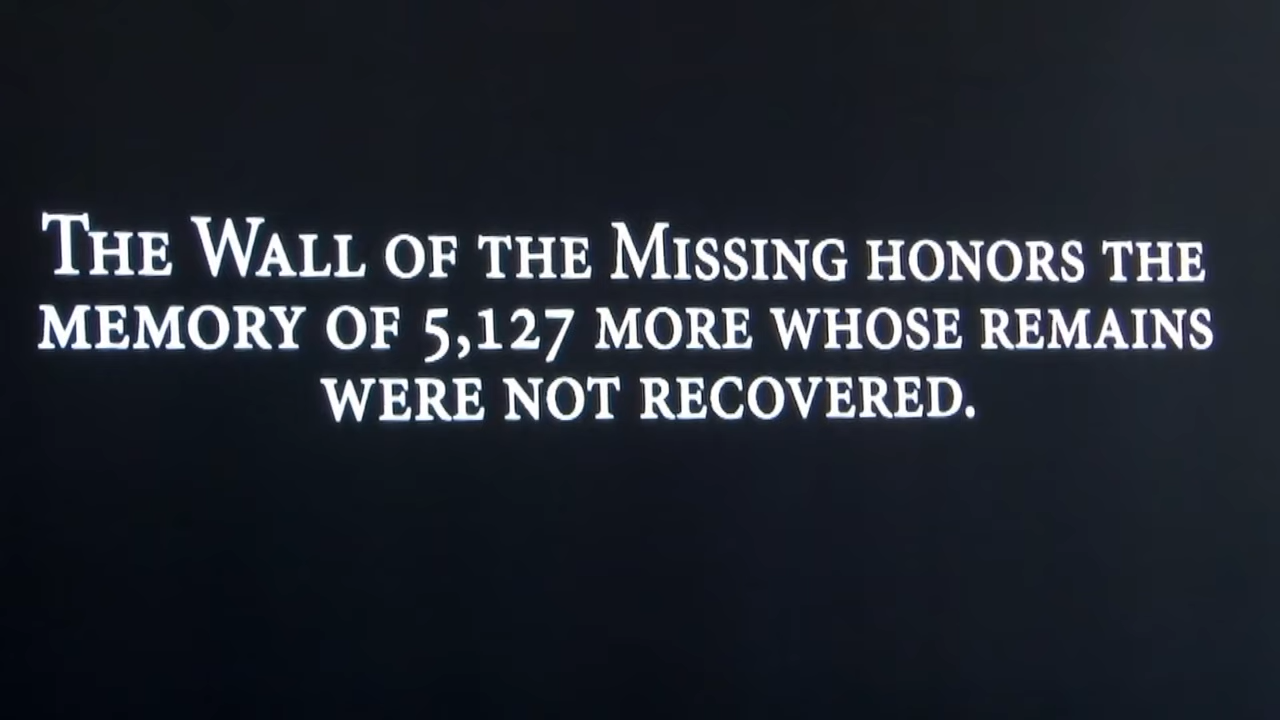 The Wall of the Missing honors the
memory of 5,127 more whose remains
were not recovered.